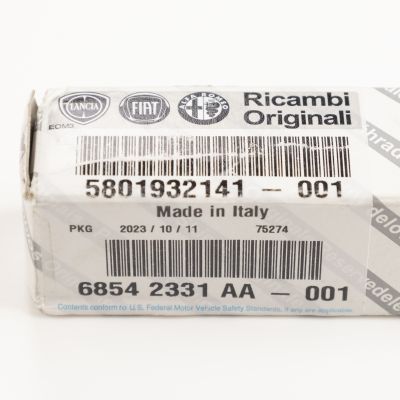 LANCIA FIAT ALFA ROMEO Ricambi
Originali
EOM5
5801932141 - 001
Made in Italy
PKG 2023/10/11 75274
6854 2331 AA - 001
Contents conform to: U.S. Federal Motor Vehicle Safety Standards, if any are